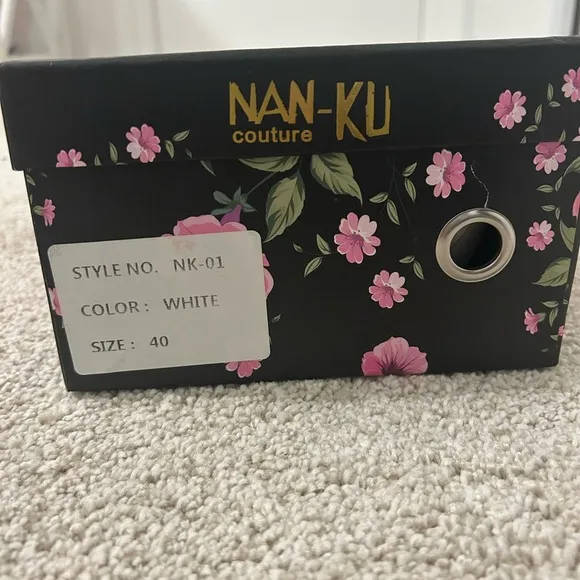 NAN-KU
couture
STYLE NO. NK-01
COLOR : WHITE
SIZE : 40